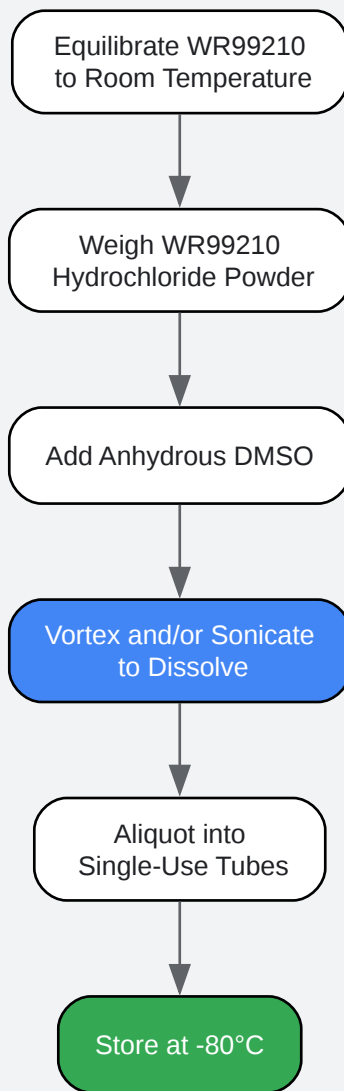 Equilibrate WR99210
to Room Temperature
Weigh WR99210
Hydrochloride Powder
Add Anhydrous DMSO
Vortex and/or Sonicate
to Dissolve
Aliquot into
Single-Use Tubes
Store at -80°C